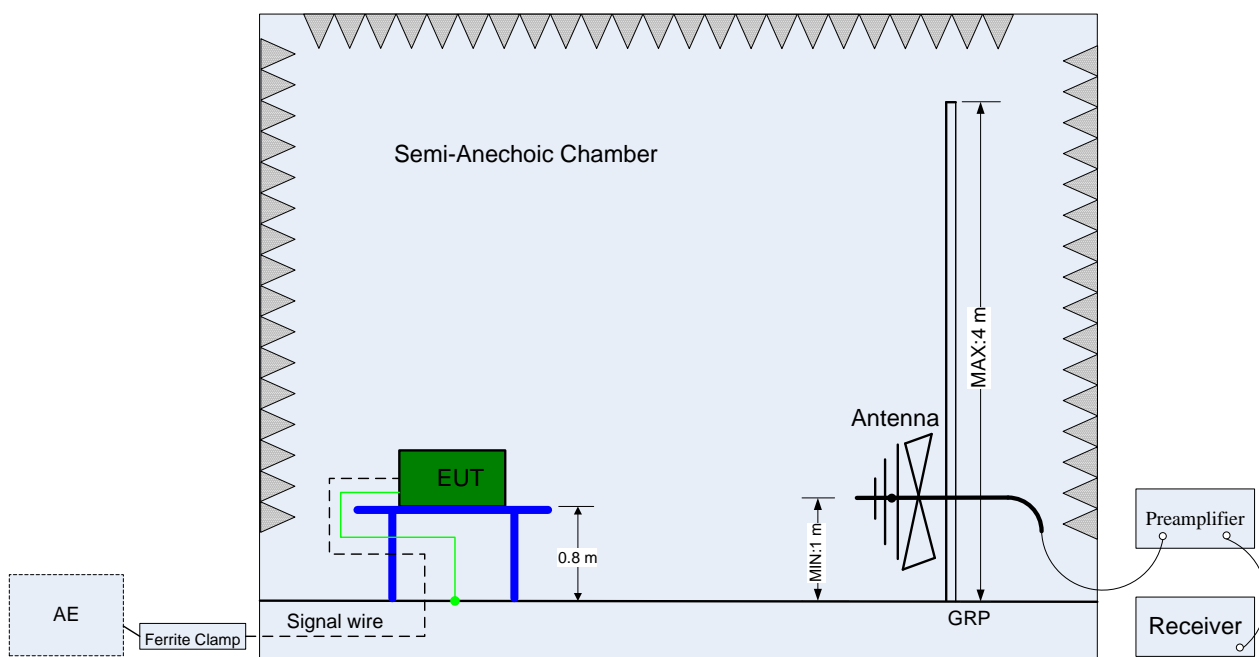 Semi-Anechoic Chamber
MAX:4 m
Antenna
EUT
MIN:1 m
0.8 m
Preamplifier
AE
Ferrite Clamp
Signal wire
GRP
Receiver